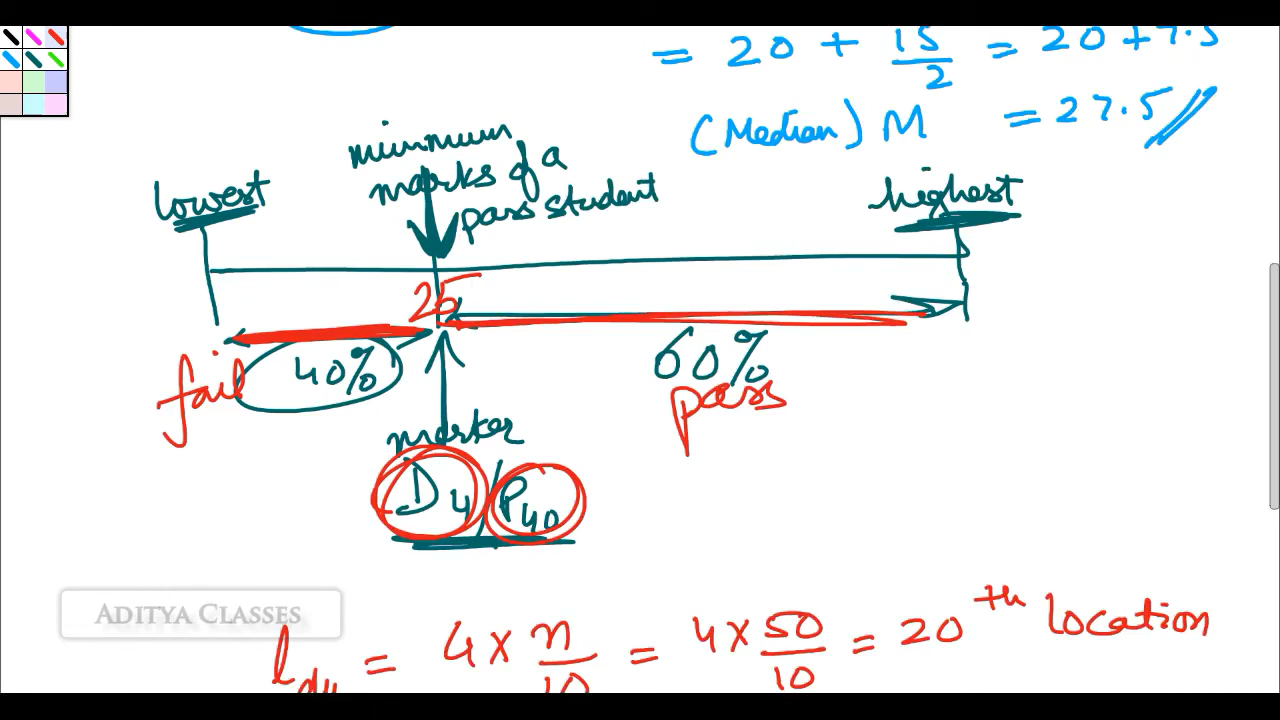 = 20 + 15/2 = 20 + 7.5
(Median) M = 27.5
minimum
marks of a
pass student
lowest
highest
25
40%
60%
fail
pass
marker
D4 / P40
ADITYA CLASSES
= 4 × n/10 = 4 × 50/10 = 20th location